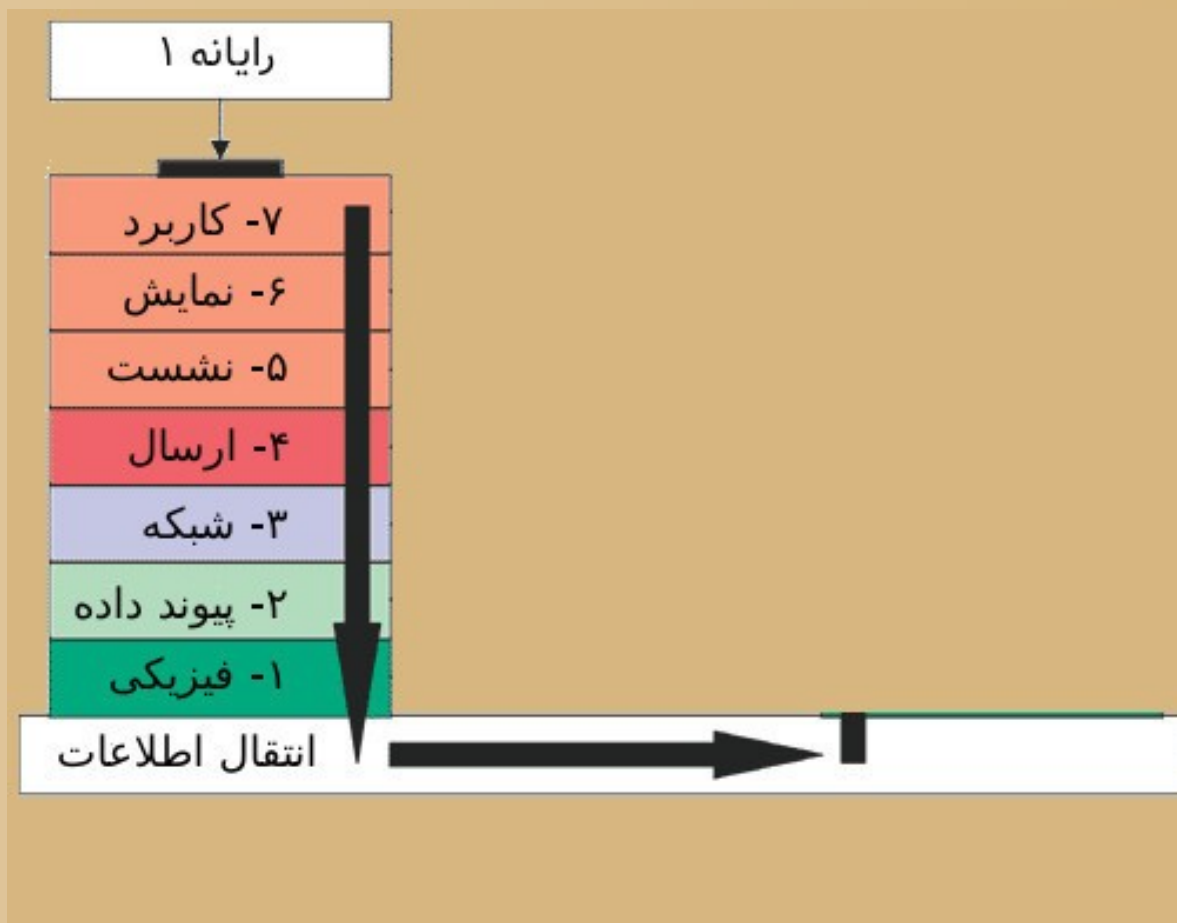 رایانه ۱
۷- کاربرد
۶- نمایش
۵- نشست
۴- ارسال
۳- شبکه
۲- پیوند داده
۱- فیزیکی
انتقال اطلاعات